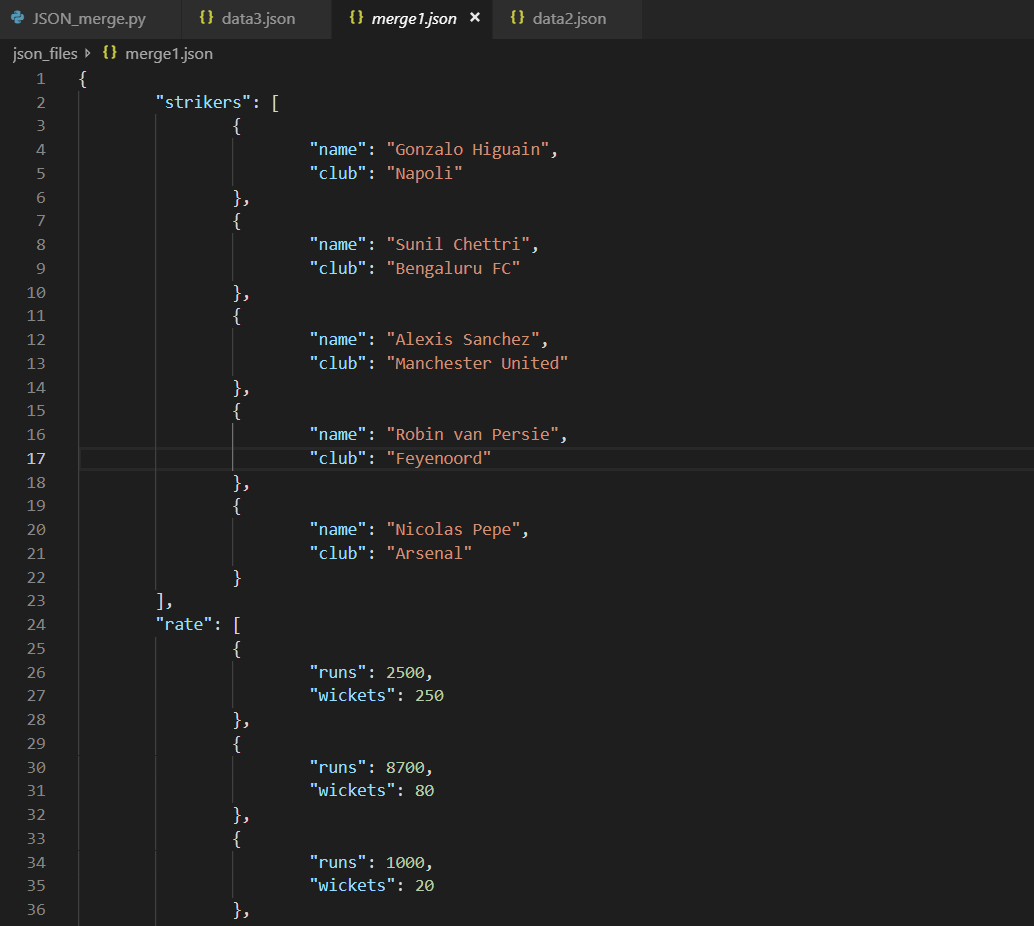 JSON_merge.py {} data3.json {} merge1.json × {} data2.json
json_files {} merge1.json
1 {
2 "strikers": [
3 {
4 "name": "Gonzalo Higuain",
5 "club": "Napoli"
6 },
7 {
8 "name": "Sunil Chettri",
9 "club": "Bengaluru FC"
10 },
11 {
12 "name": "Alexis Sanchez",
13 "club": "Manchester United"
14 },
15 {
16 "name": "Robin van Persie",
17 "club": "Feyenoord"
18 },
19 {
20 "name": "Nicolas Pepe",
21 "club": "Arsenal"
22 }
23 ],
24 "rate": [
25 {
26 "runs": 2500,
27 "wickets": 250
28 },
29 {
30 "runs": 8700,
31 "wickets": 80
32 },
33 {
34 "runs": 1000,
35 "wickets": 20
36 },